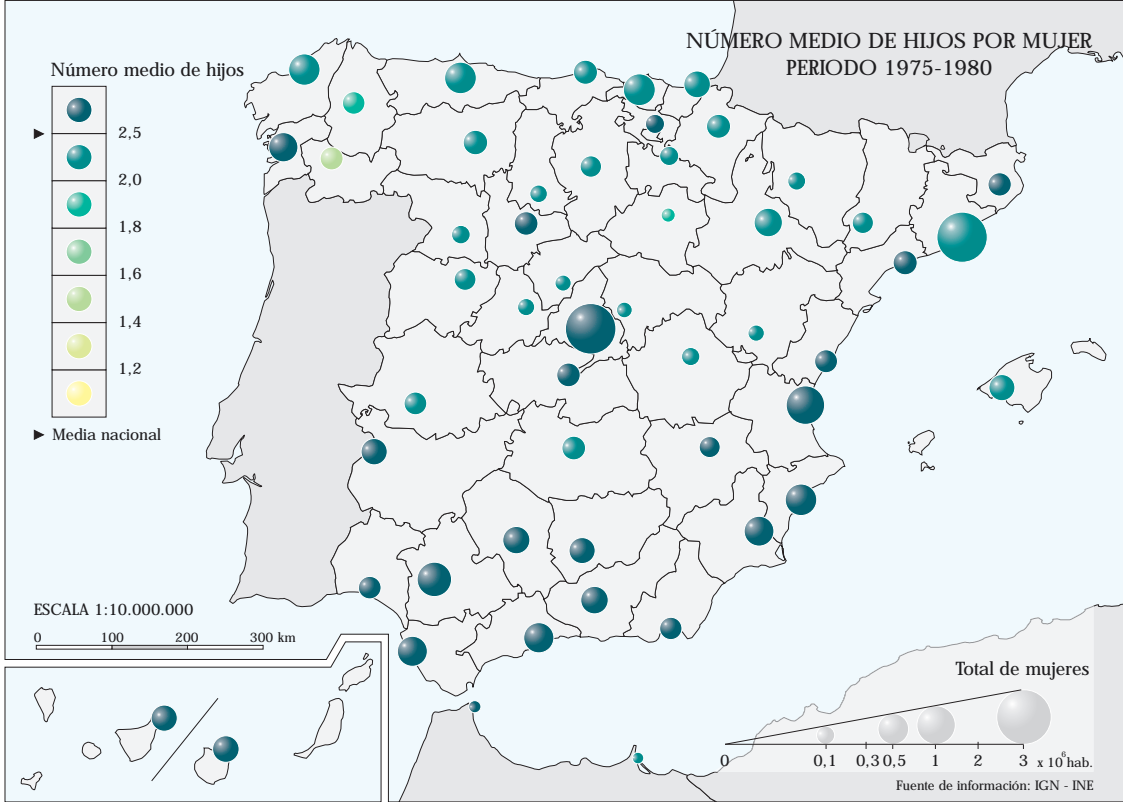 NÚMERO MEDIO DE HIJOS POR MUJER
PERIODO 1975-1980
Número medio de hijos
2,5
2,0
1,8
1,6
1,4
1,2
Media nacional
ESCALA 1:10.000.000
0 100 200 300 km
Total de mujeres
0 0,1 0,3 0,5 1 2 3 x 10⁶ hab.
Fuente de información: IGN - INE